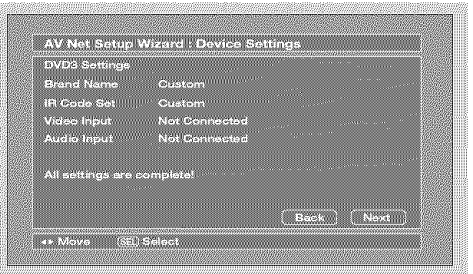 AV Net Setup Wizard : Device Settings
DVD3 Settings
Brand Name Custom
IR Code Set Custom
Video Input Not Connected
Audio Input Not Connected
All settings are complete!
Back Next
◂▸ Move SEL Select